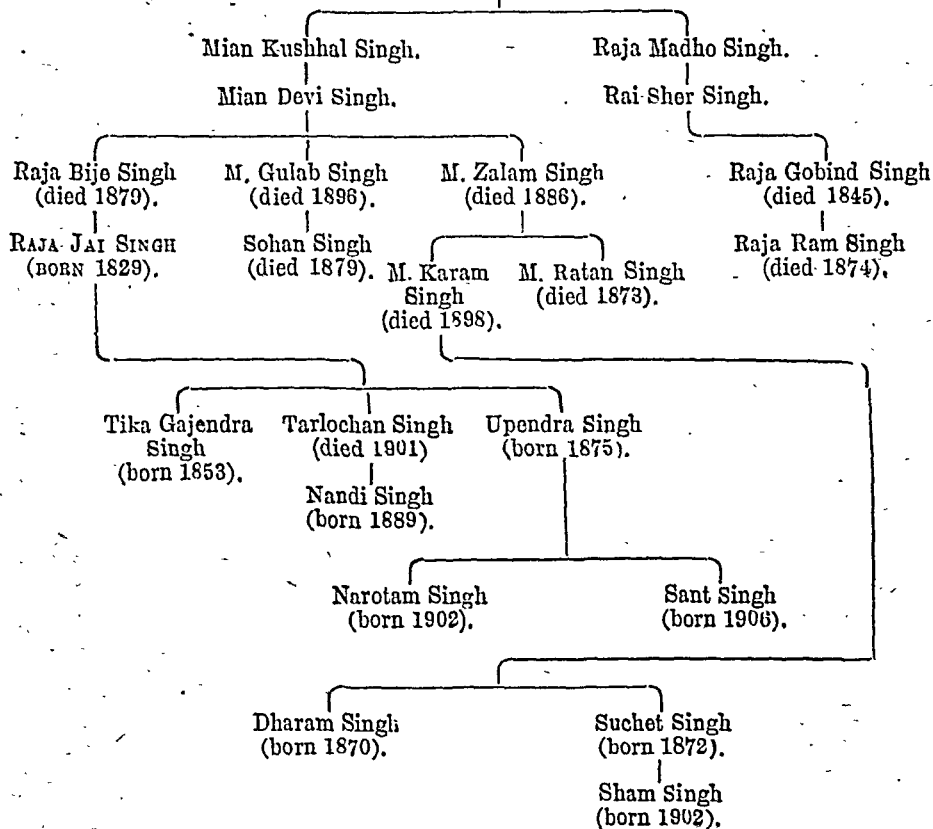 Mian Kushhal Singh.
Raja Madho Singh.
Mian Devi Singh.
Rai Sher Singh.
Raja Bije Singh
(died 1879).
M. Gulab Singh
(died 1896).
M. Zalam Singh
(died 1886).
Raja Gobind Singh
(died 1845).
RAJA JAI SINGH
(BORN 1829).
Sohan Singh
(died 1879).
M. Karam
Singh
(died 1898).
M. Ratan Singh
(died 1873).
Raja Ram Singh
(died 1874).
Tika Gajendra
Singh
(born 1853).
Tarlochan Singh
(died 1901)
Upendra Singh
(born 1875).
Nandi Singh
(born 1889).
Narotam Singh
(born 1902).
Sant Singh
(born 1906).
Dharam Singh
(born 1870).
Suchet Singh
(born 1872).
Sham Singh
(born 1902).